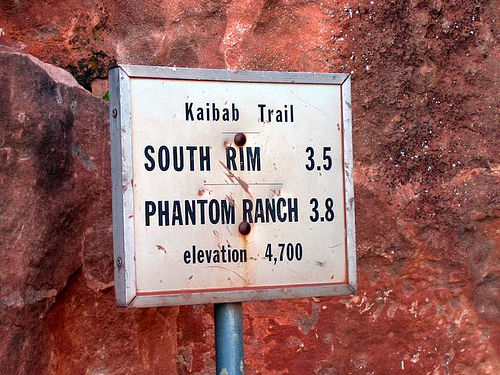 Kaibab Trail
SOUTH RIM 3.5
PHANTOM RANCH 3.8
elevation 4,700